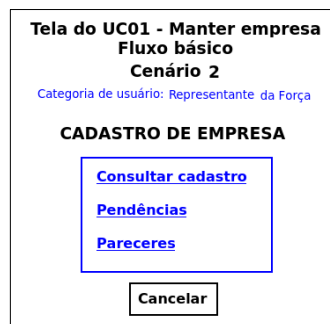 Tela do UC01 - Manter empresa
Fluxo básico
Cenário 2
Categoria de usuário: Representante da Força
CADASTRO DE EMPRESA
Consultar cadastro
Pendências
Pareceres
Cancelar